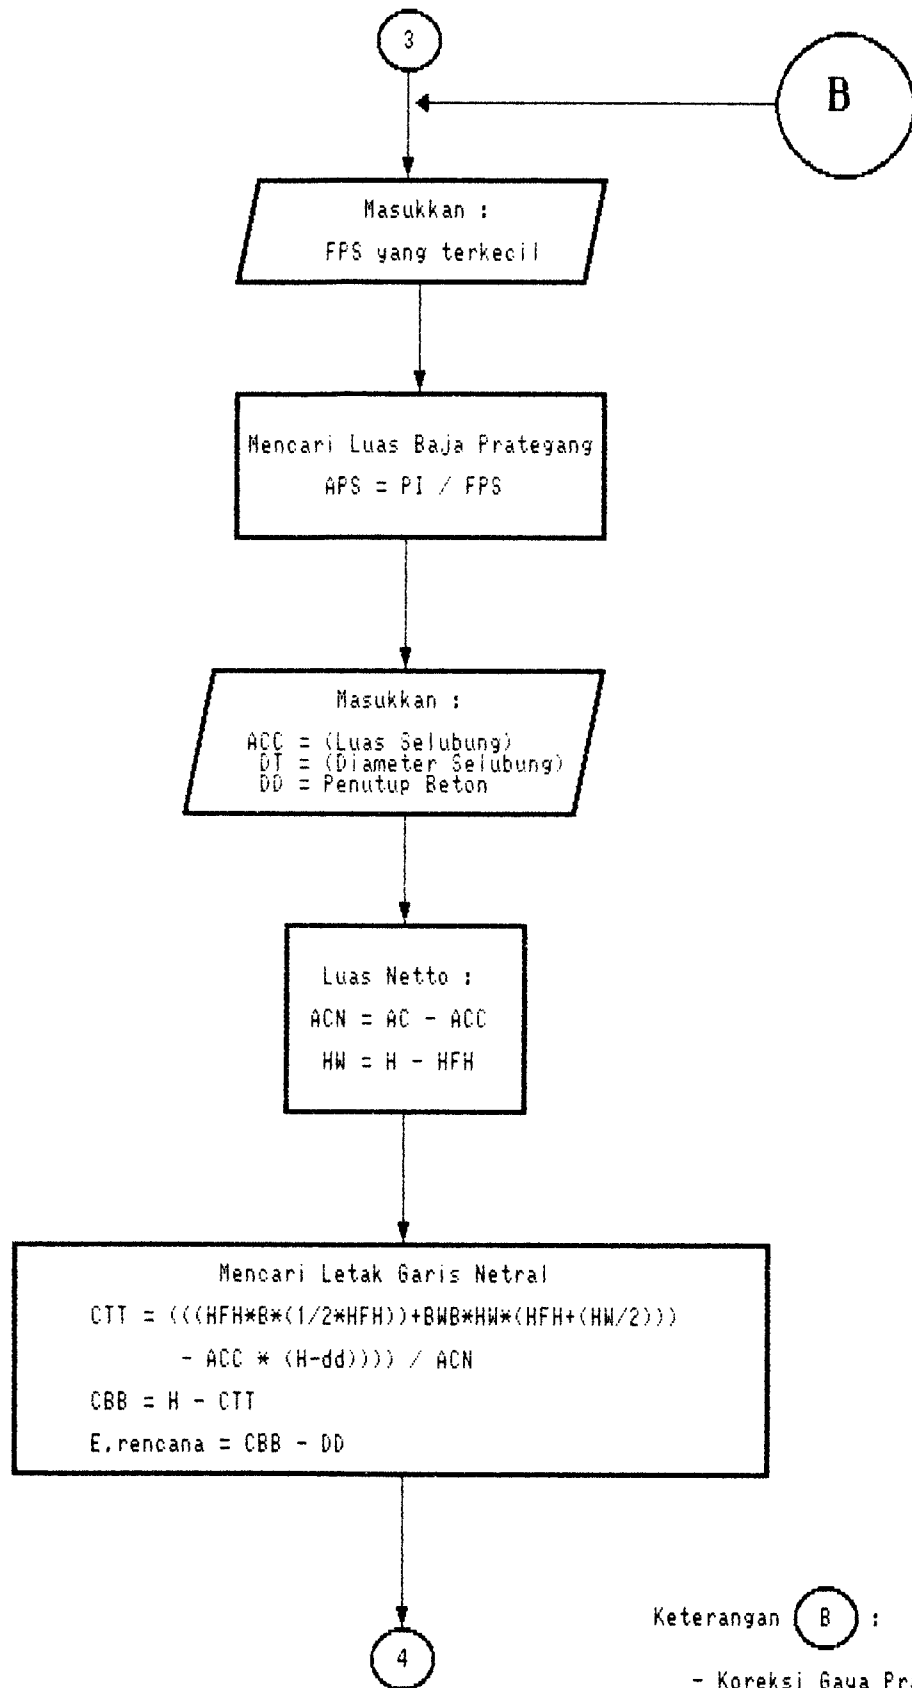 3
B
Masukkan :
FPS yang terkecil
Mencari Luas Baja Prategang
APS = PI / FPS
Masukkan :
ACC = (Luas Selubung)
DT = (Diameter Selubung)
DD = Penutup Beton
Luas Netto :
ACN = AC - ACC
HW = H - HFH
Mencari Letak Garis Netral
CTT = (((HFH*B*(1/2*HFH))+BWB*HW*(HFH+(HW/2)))
- ACC * (H-dd)))) / ACN
CBB = H - CTT
E.rencana = CBB - DD
4
Keterangan B :
- Koreksi Gaya